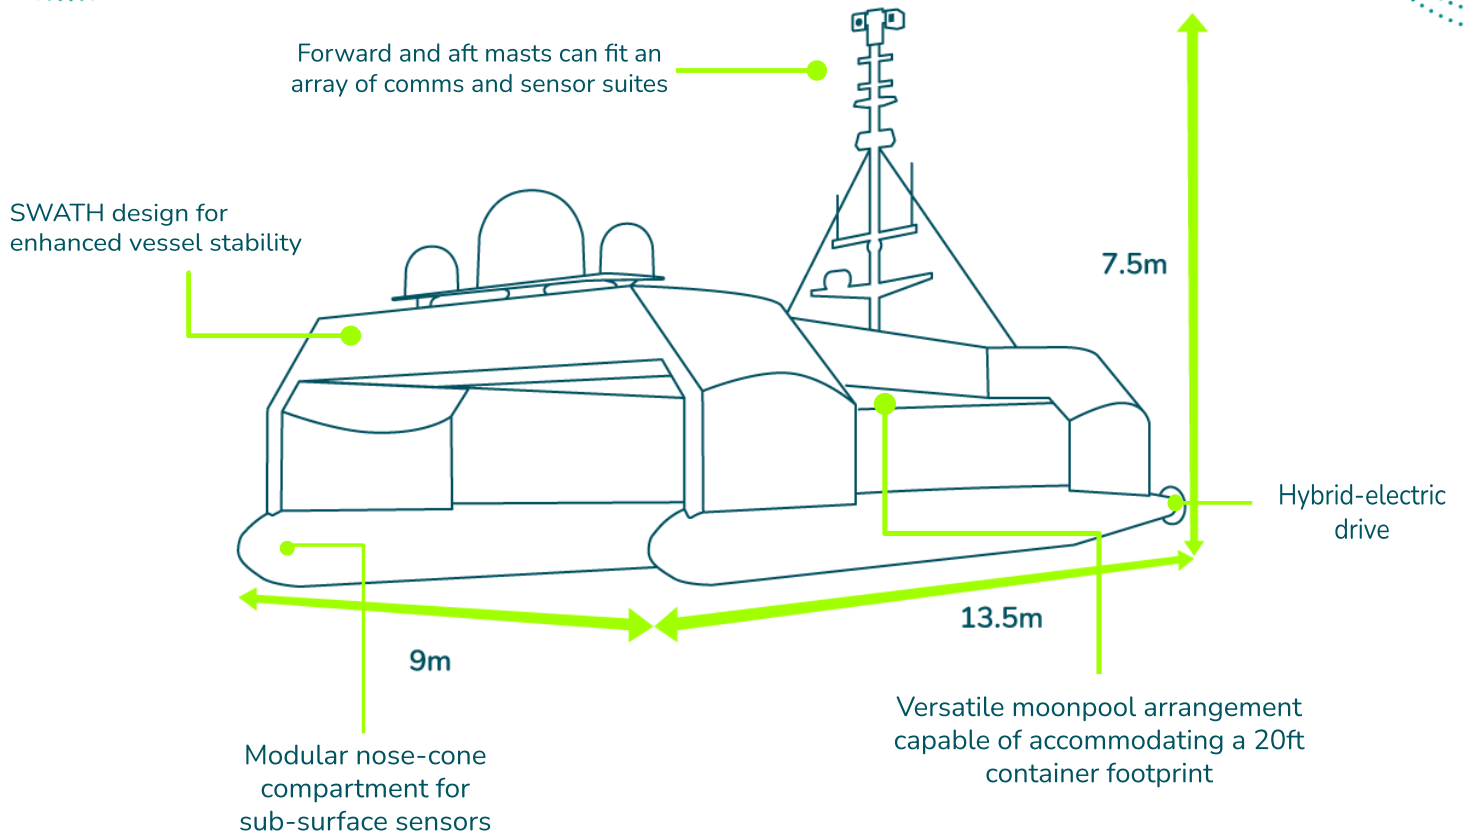 Forward and aft masts can fit an
array of comms and sensor suites
SWATH design for
enhanced vessel stability
7.5m
Hybrid-electric
drive
13.5m
9m
Versatile moonpool arrangement
capable of accommodating a 20ft
container footprint
Modular nose-cone
compartment for
sub-surface sensors